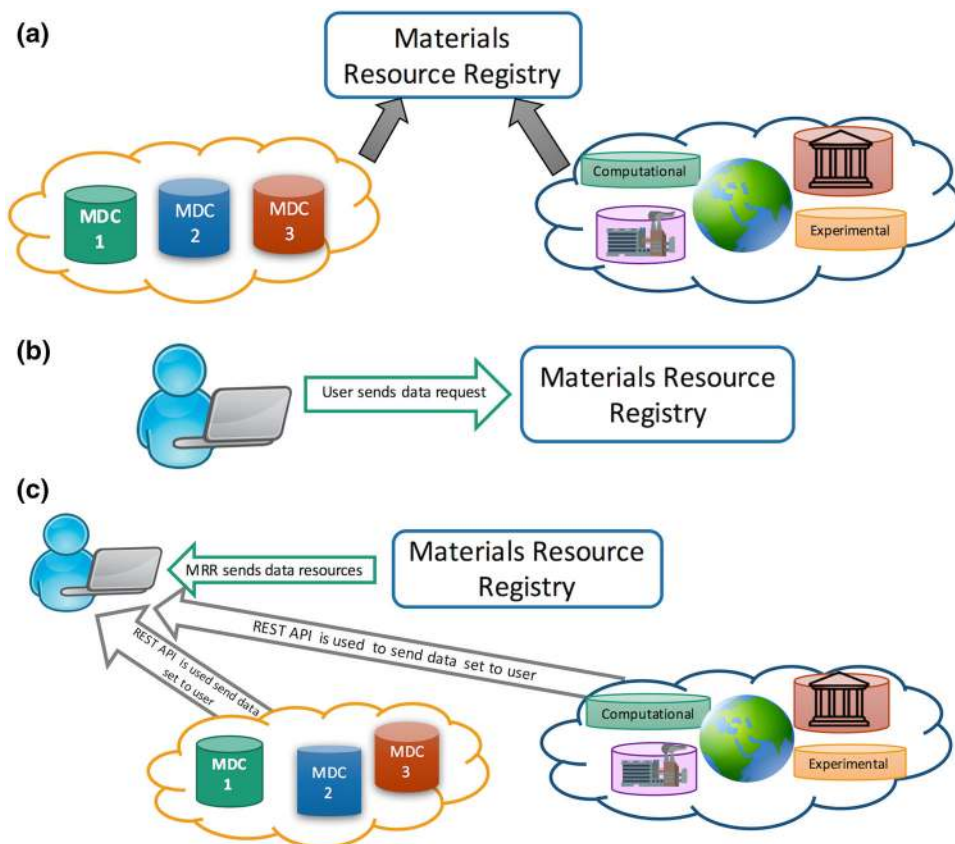 (a)
Materials
Resource Registry
MDC
1
MDC
2
MDC
3
Computational
Experimental
(b)
User sends data request
Materials Resource
Registry
(c)
MRR sends data resources
Materials Resource
Registry
REST API is used to send data set to user
REST API is used send data
set to user
MDC
1
MDC
2
MDC
3
Computational
Experimental